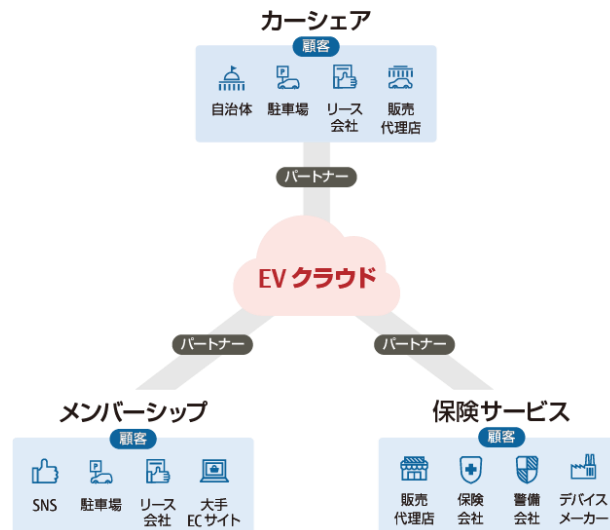 カーシェア
顧客
自治体 駐車場 リース 販売
会社 代理店
パートナー
EV クラウド
パートナー パートナー
メンバーシップ
顧客
SNS 駐車場 リース 大手
会社 ECサイト
保険サービス
顧客
販売 保険 警備 デバイス
代理店 会社 会社 メーカー